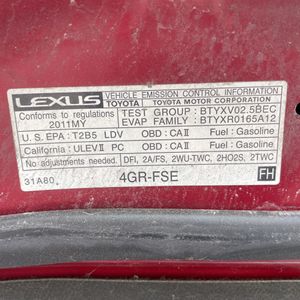 LEXUS VEHICLE EMISSION CONTROL INFORMATION
TOYOTA TOYOTA MOTOR CORPORATION
Conforms to regulations TEST GROUP : BTYXV02.5BEC
2011MY EVAP FAMILY : BTYXR0165A12
U.S. EPA : T2B5 LDV OBD : CAⅡ Fuel : Gasoline
California : ULEVⅡ PC OBD : CAⅡ Fuel : Gasoline
No adjustments needed. DFI, 2A/FS, 2WU-TWC, 2HO2S, 2TWC
31A80 4GR-FSE FH